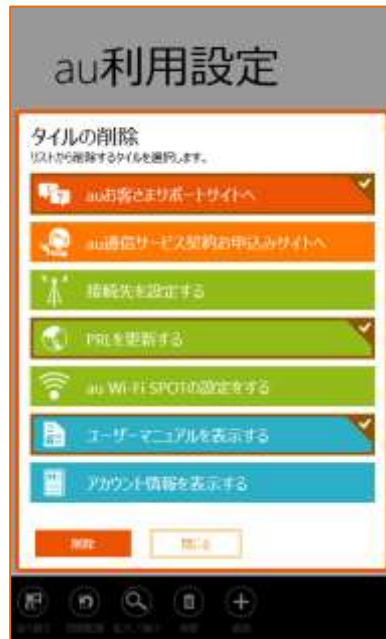 au利用設定
タイルの削除
リストから削除するタイルを選択します。
auお客さまサポートサイトへ
au通信サービス契約お申込みサイトへ
接続先を設定する
PRLを更新する
au Wi-Fi SPOTの設定をする
ユーザーマニュアルを表示する
アカウント情報を表示する
削除
閉じる